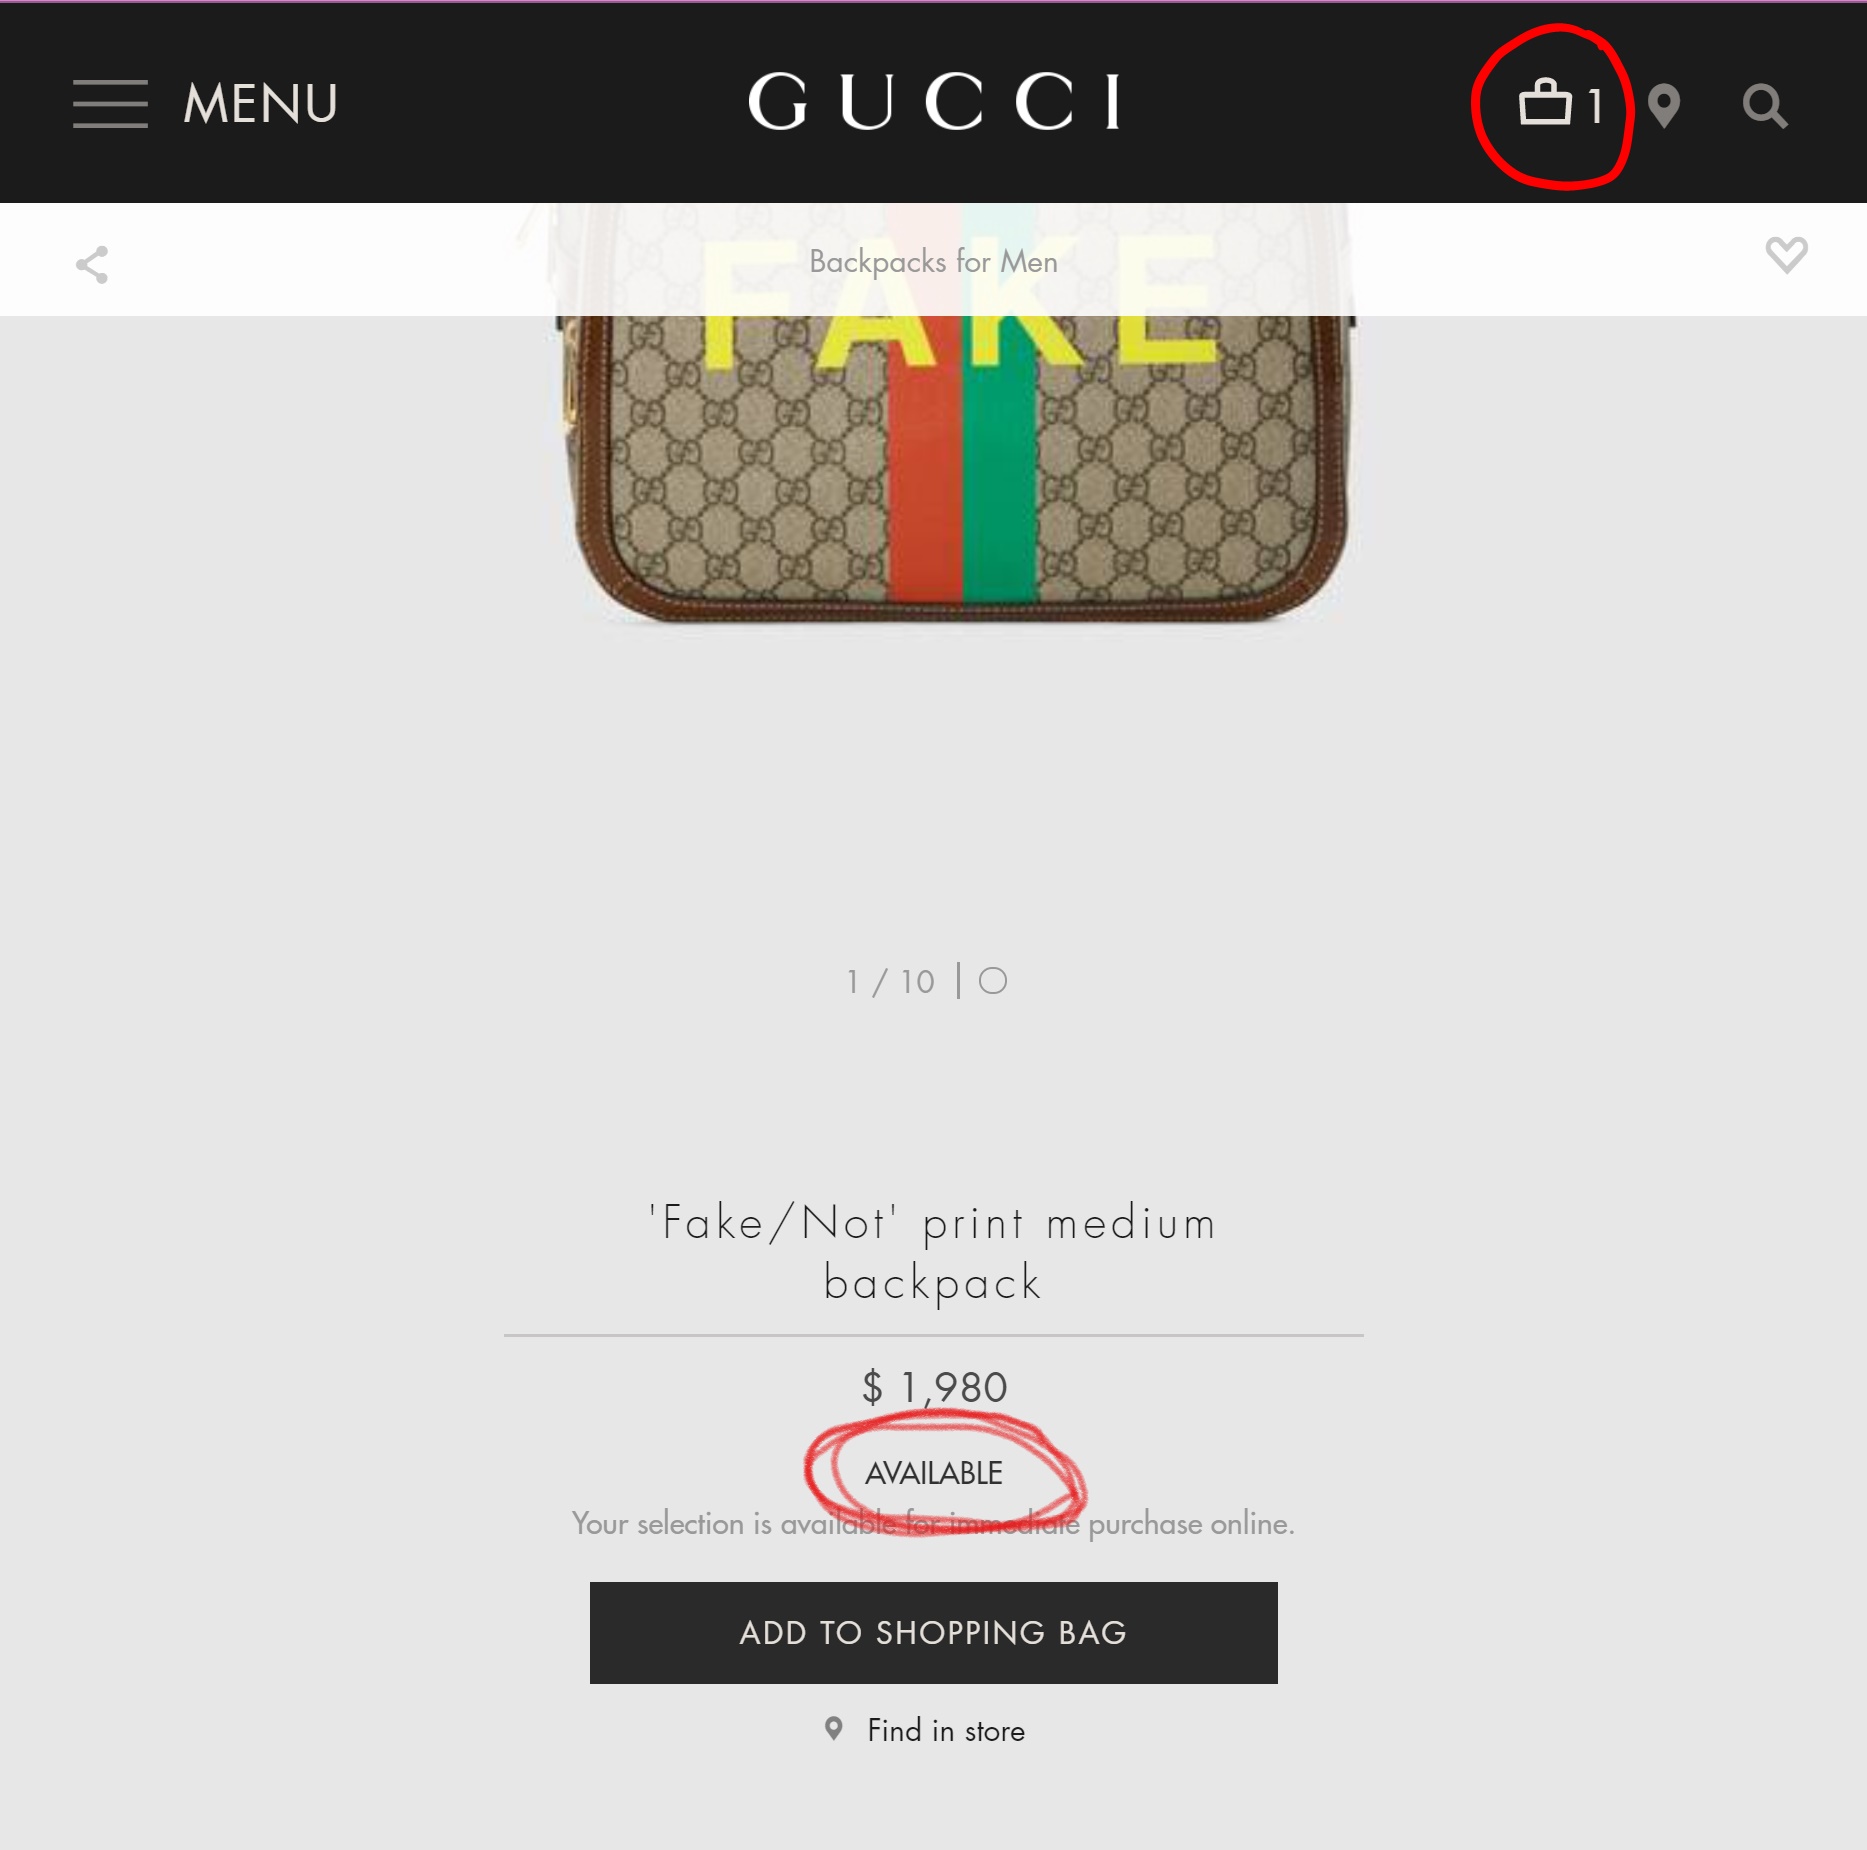 MENU
GUCCI
1
Backpacks for Men
FAKE
1 / 10
'Fake/Not' print medium
backpack
$ 1,980
AVAILABLE
Your selection is available for immediate purchase online.
ADD TO SHOPPING BAG
Find in store